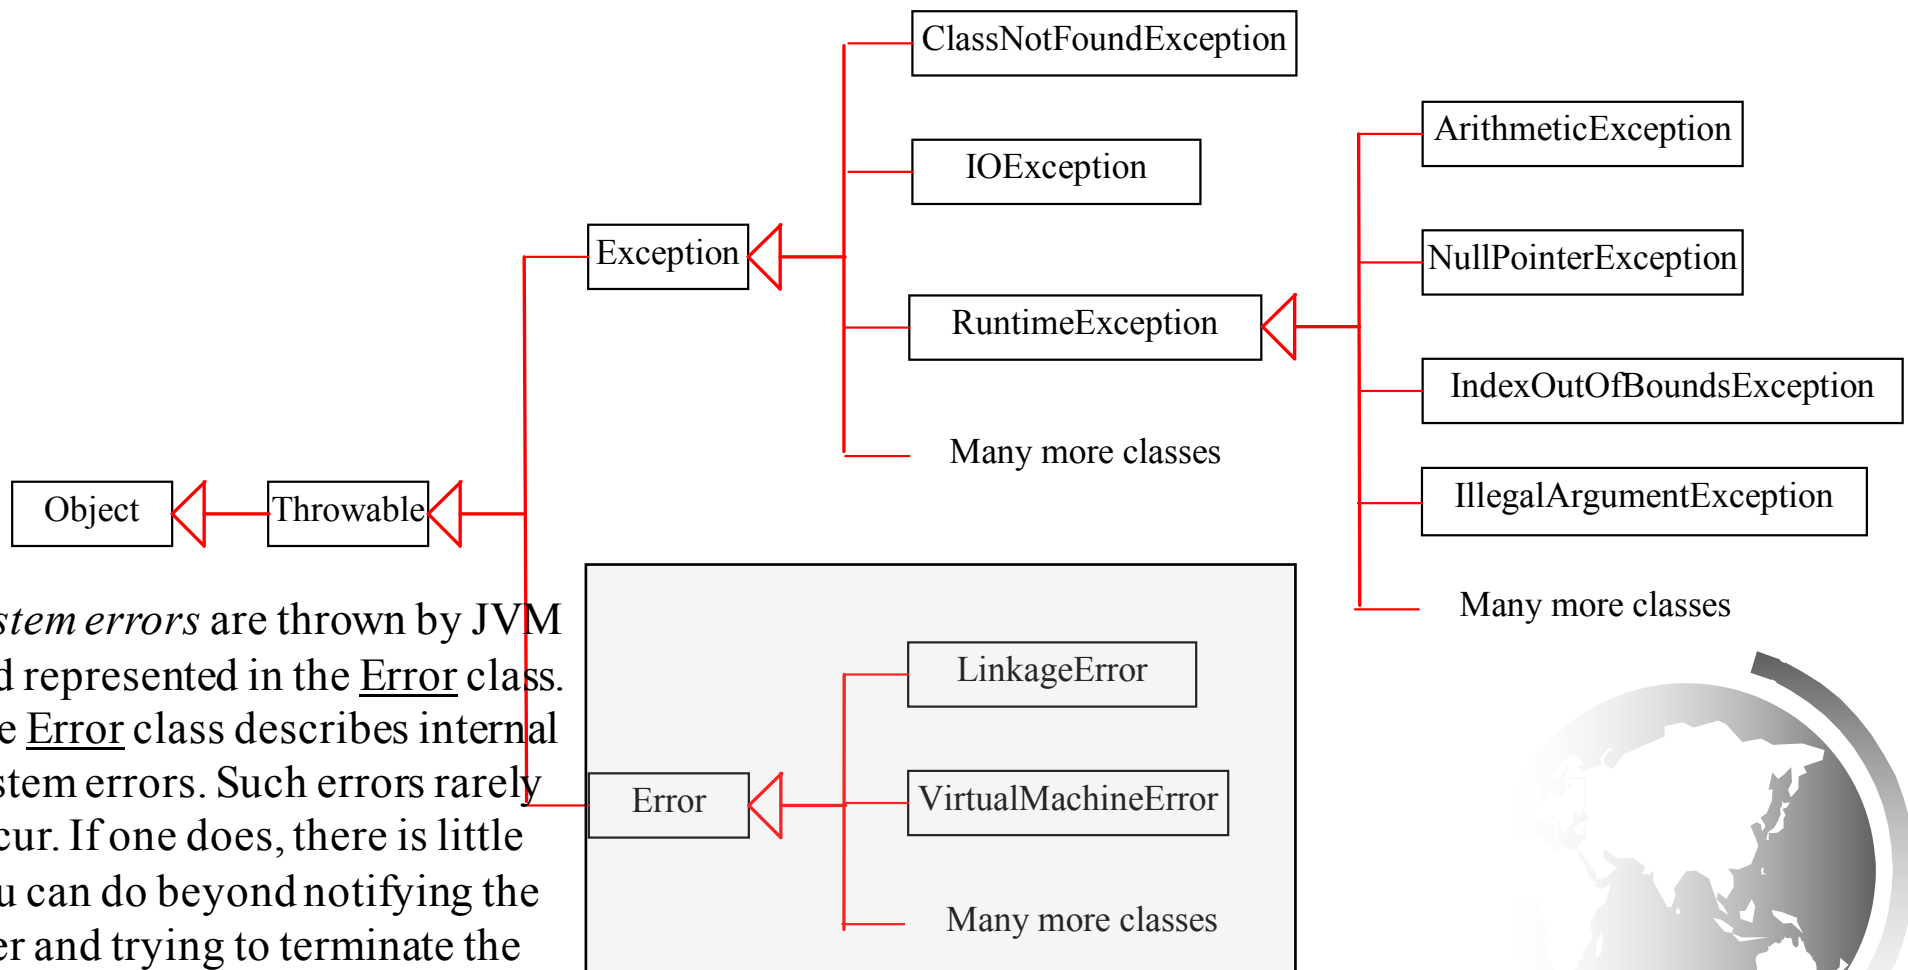 ClassNotFoundException
ArithmeticException
IOException
NullPointerException
Exception
RuntimeException
IndexOutOfBoundsException
Many more classes
IllegalArgumentException
Object
Throwable
Many more classes
stem errors are thrown by JVM
d represented in the Error class.
e Error class describes internal
stem errors. Such errors rarely
cur. If one does, there is little
u can do beyond notifying the
er and trying to terminate the
LinkageError
Error
VirtualMachineError
Many more classes